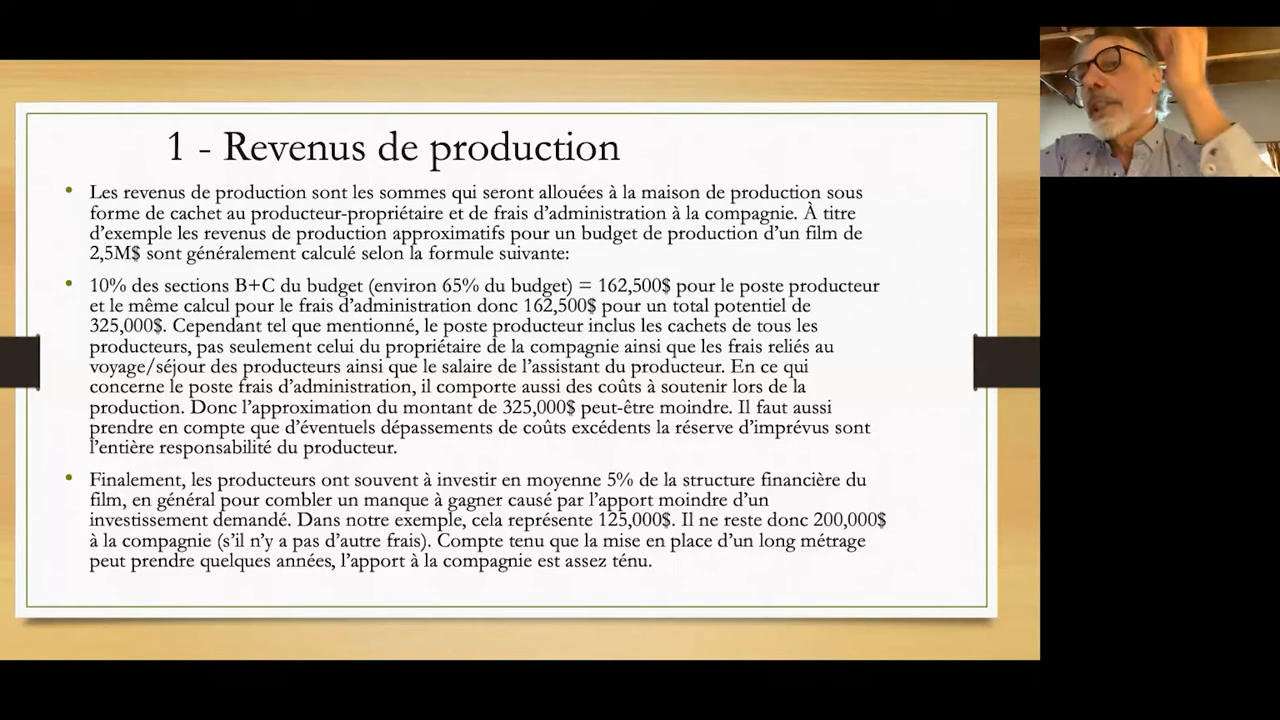 1 - Revenus de production
• Les revenus de production sont les sommes qui seront allouées à la maison de production sous
forme de cachet au producteur-propriétaire et de frais d’administration à la compagnie. À titre
d’exemple les revenus de production approximatifs pour un budget de production d’un film de
2,5M$ sont généralement calculé selon la formule suivante:
• 10% des sections B+C du budget (environ 65% du budget) = 162,500$ pour le poste producteur
et le même calcul pour le frais d’administration donc 162,500$ pour un total potentiel de
325,000$. Cependant tel que mentionné, le poste producteur inclus les cachets de tous les
producteurs, pas seulement celui du propriétaire de la compagnie ainsi que les frais reliés au
voyage/séjour des producteurs ainsi que le salaire de l’assistant du producteur. En ce qui
concerne le poste frais d’administration, il comporte aussi des coûts à soutenir lors de la
production. Donc l’approximation du montant de 325,000$ peut-être moindre. Il faut aussi
prendre en compte que d’éventuels dépassements de coûts excédents la réserve d’imprévus sont
l’entière responsabilité du producteur.
• Finalement, les producteurs ont souvent à investir en moyenne 5% de la structure financière du
film, en général pour combler un manque à gagner causé par l’apport moindre d’un
investissement demandé. Dans notre exemple, cela représente 125,000$. Il ne reste donc 200,000$
à la compagnie (s’il n’y a pas d’autre frais). Compte tenu que la mise en place d’un long métrage
peut prendre quelques années, l’apport à la compagnie est assez ténu.